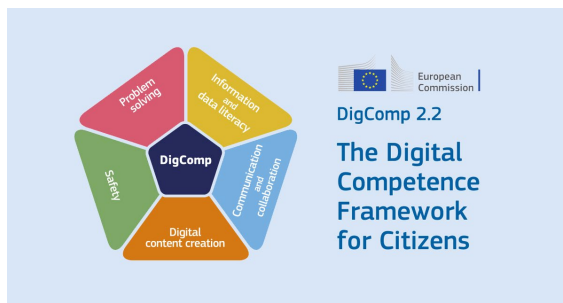 Problem
solving
Information
and
data literacy
DigComp
Safety
Communication
and
collaboration
Digital
content creation
European
Commission
DigComp 2.2
The Digital
Competence
Framework
for Citizens